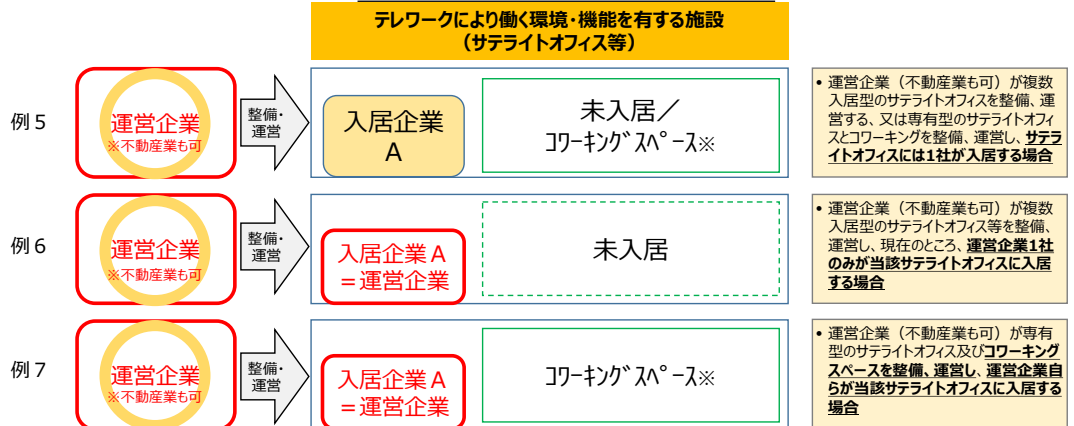 テレワークにより働く環境・機能を有する施設
（サテライトオフィス等）
例５
運営企業
※不動産業も可
整備・
運営
入居企業
A
未入居／
ｺﾜｰｷﾝｸﾞｽﾍﾟｰｽ※
• 運営企業（不動産業も可）が複数
入居型のサテライトオフィスを整備、運
営する、又は専有型のサテライトオフィ
スとコワーキングを整備、運営し、サテラ
イトオフィスには1社が入居する場合
例６
運営企業
※不動産業も可
整備・
運営
入居企業Ａ
＝運営企業
未入居
• 運営企業（不動産業も可）が複数
入居型のサテライトオフィス等を整備、
運営し、現在のところ、運営企業1社
のみが当該サテライトオフィスに入居
する場合
例７
運営企業
※不動産業も可
整備・
運営
入居企業Ａ
＝運営企業
ｺﾜｰｷﾝｸﾞｽﾍﾟｰｽ※
• 運営企業（不動産業も可）が専有
型のサテライトオフィス及びコワーキング
スペースを整備、運営し、運営企業自
らが当該サテライトオフィスに入居する
場合